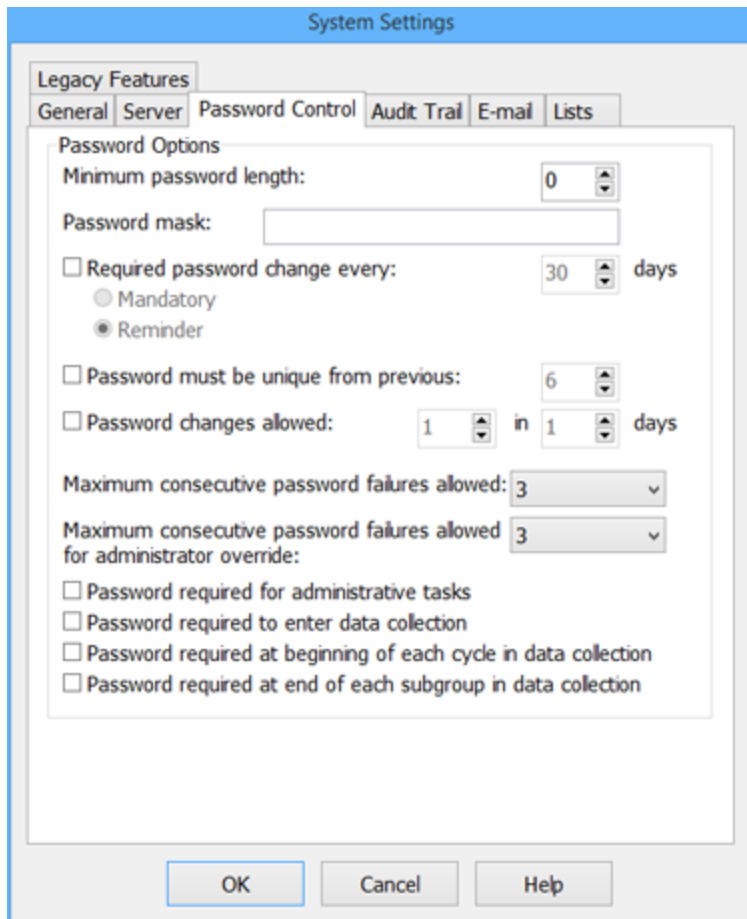 System Settings
Legacy Features
General Server Password Control Audit Trail E-mail Lists
Password Options
Minimum password length: 0
Password mask:
Required password change every: 30 days
Mandatory
Reminder
Password must be unique from previous: 6
Password changes allowed: 1 in 1 days
Maximum consecutive password failures allowed: 3
Maximum consecutive password failures allowed 3
for administrator override:
Password required for administrative tasks
Password required to enter data collection
Password required at beginning of each cycle in data collection
Password required at end of each subgroup in data collection
OK Cancel Help